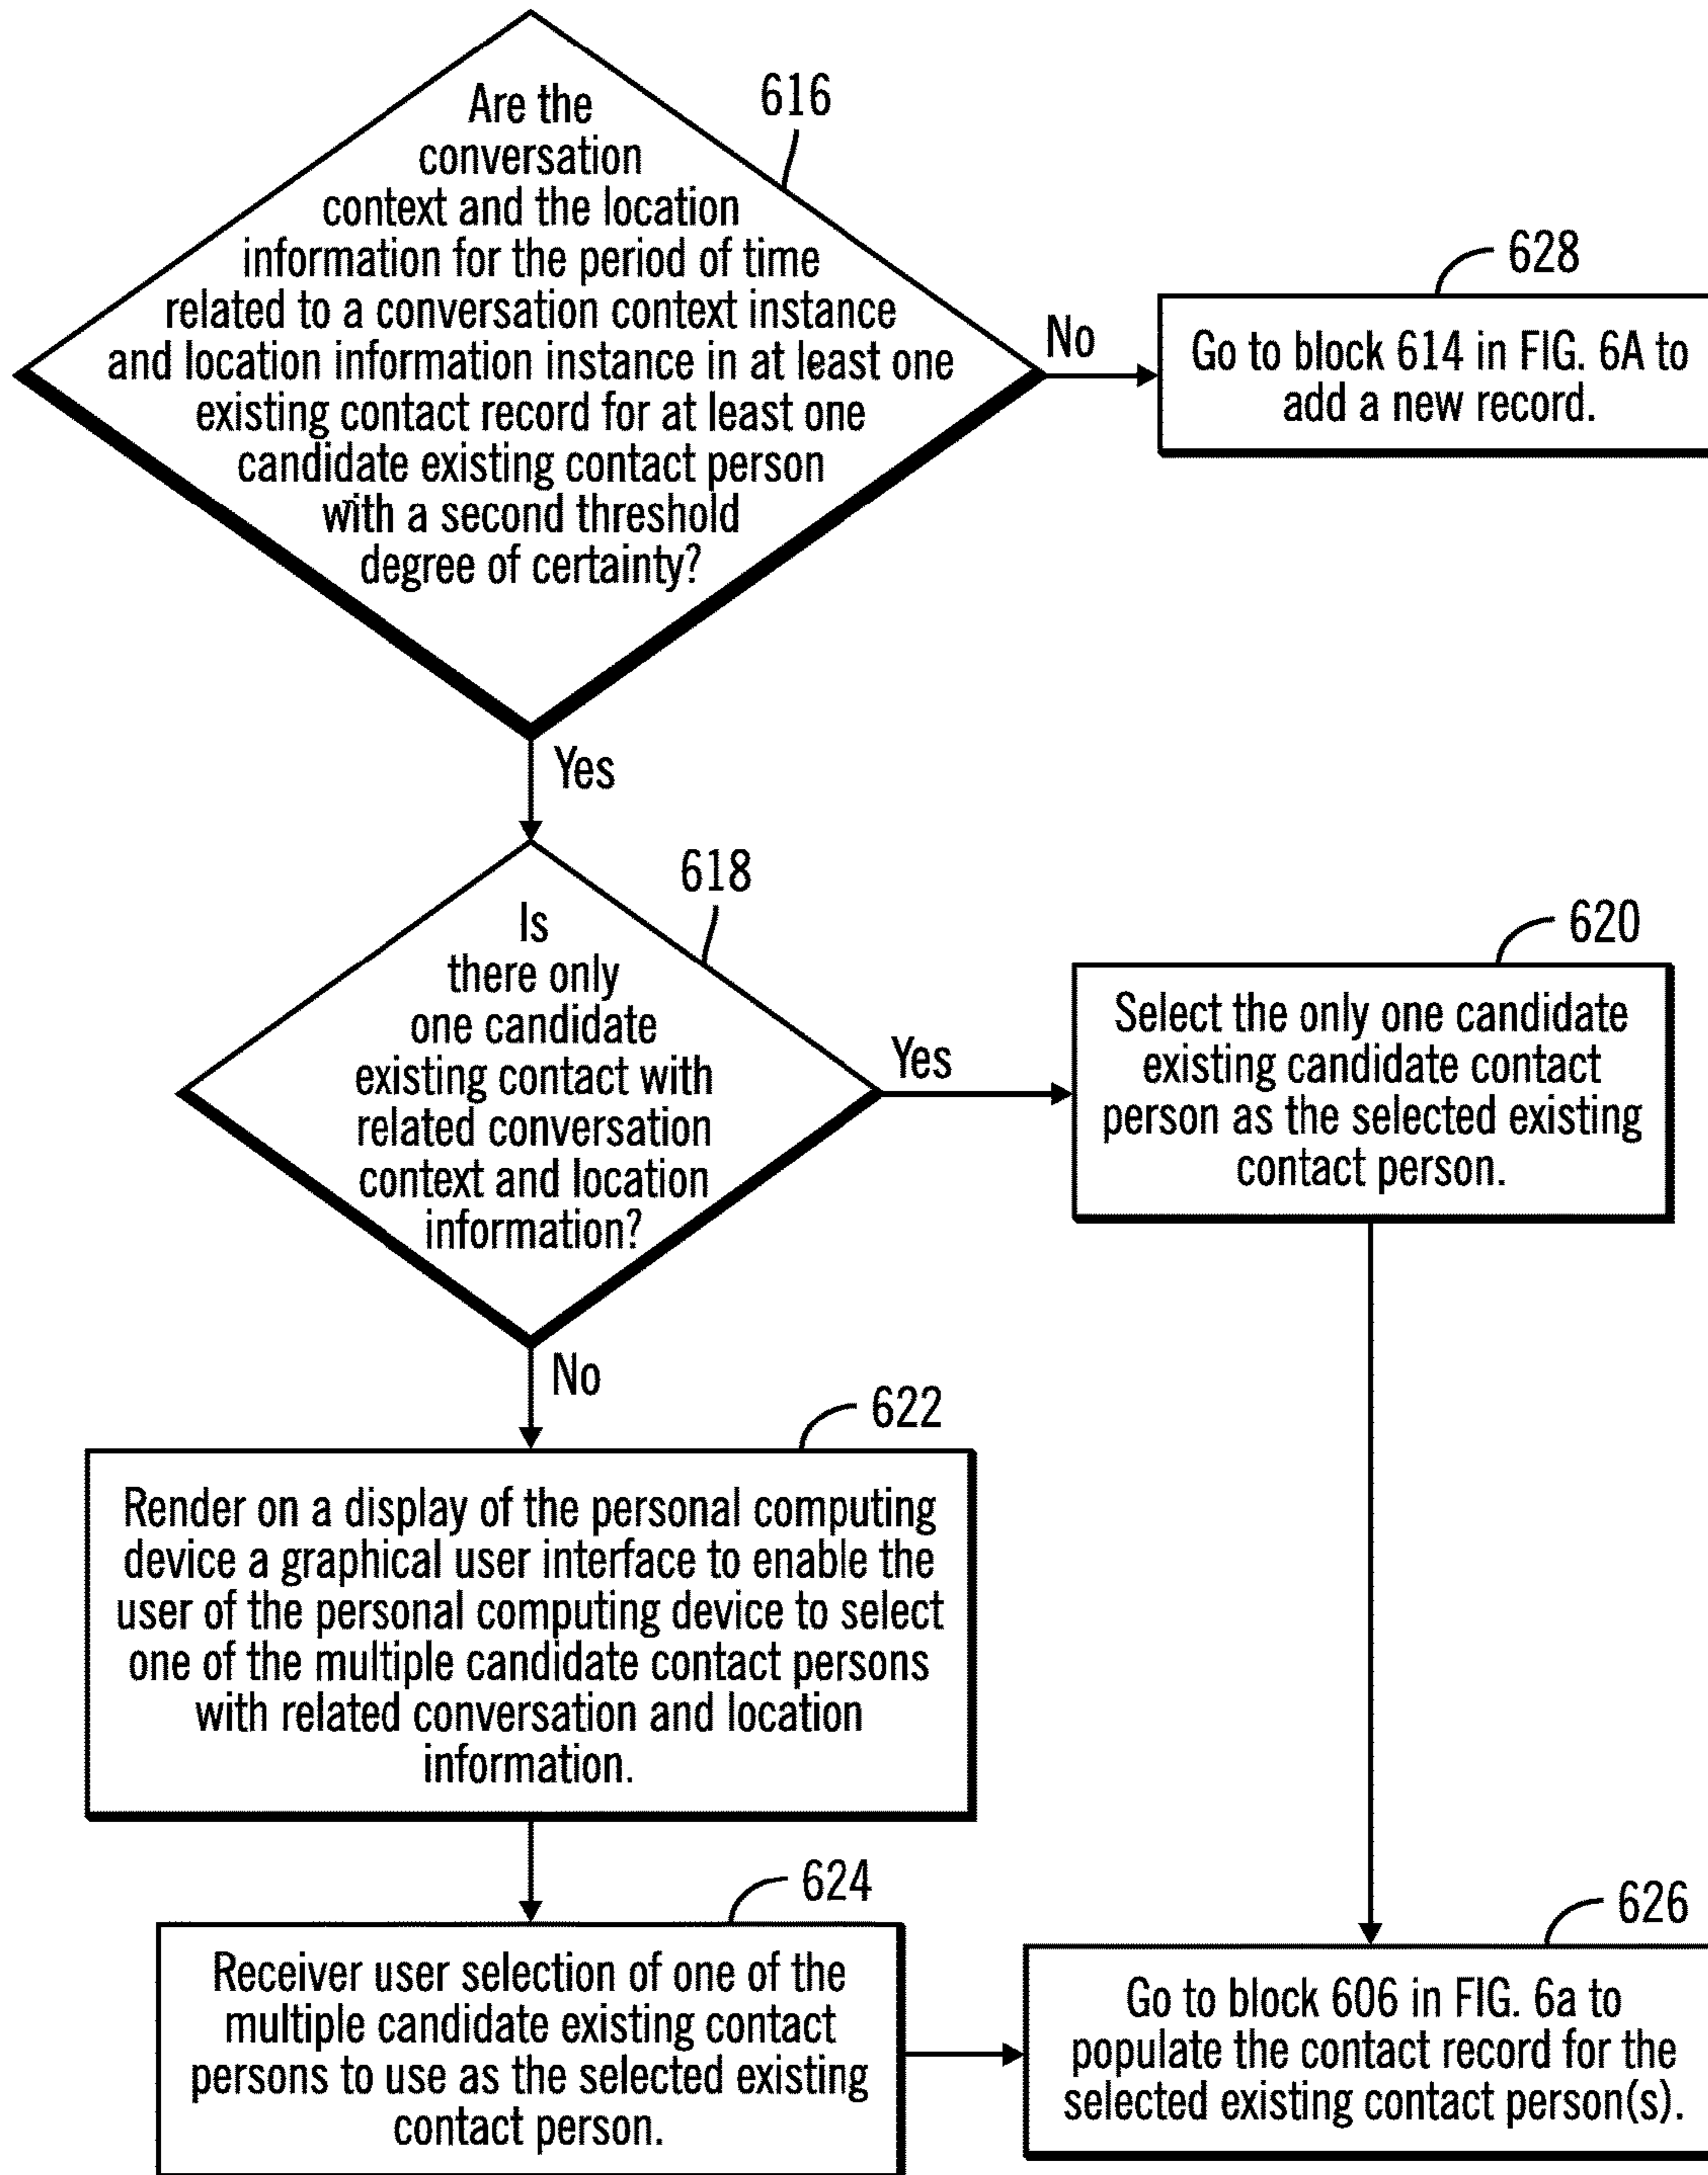 Are the
conversation
context and the location
information for the period of time
related to a conversation context instance
and location information instance in at least one
existing contact record for at least one
candidate existing contact person
with a second threshold
degree of certainty?
616
No
628
Go to block 614 in FIG. 6A to
add a new record.
Yes
618
Is
there only
one candidate
existing contact with
related conversation
context and location
information?
Yes
620
Select the only one candidate
existing candidate contact
person as the selected existing
contact person.
No
622
Render on a display of the personal computing
device a graphical user interface to enable the
user of the personal computing device to select
one of the multiple candidate contact persons
with related conversation and location
information.
624
Receiver user selection of one of the
multiple candidate existing contact
persons to use as the selected existing
contact person.
626
Go to block 606 in FIG. 6a to
populate the contact record for the
selected existing contact person(s).